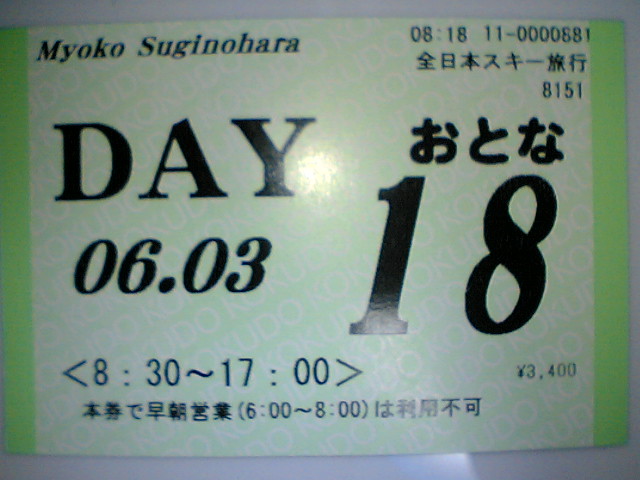 Myoko Suginohara
08:18 11-0000881
全日本スキー旅行
8151
DAY
おとな
06.03
18
<8:30～17:00>
¥3,400
本券で早朝営業(6:00～8:00)は利用不可